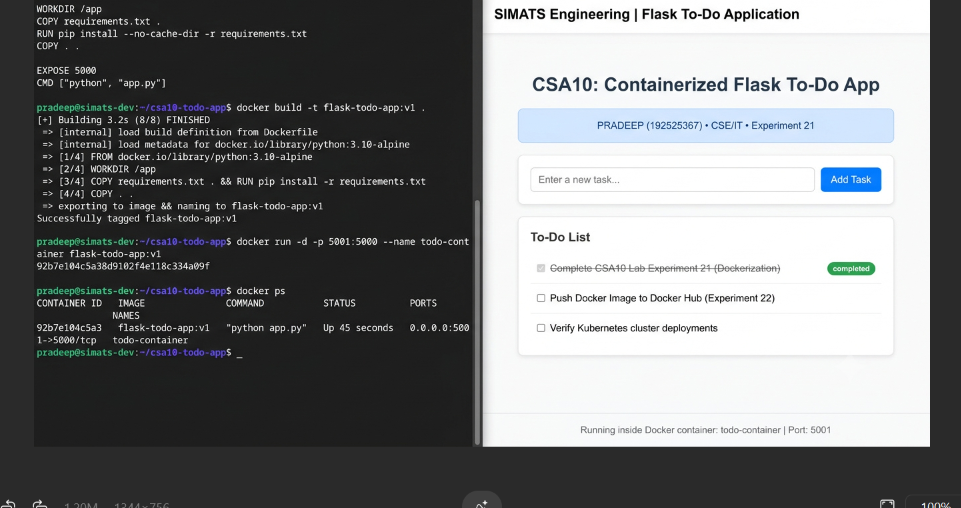 WORKDIR /app
COPY requirements.txt .
RUN pip install --no-cache-dir -r requirements.txt
COPY . .
EXPOSE 5000
CMD ["python", "app.py"]
pradeep@simats-dev:~/csa10-todo-app$ docker build -t flask-todo:v1 .
[+] Building 3.2s (8/8) FINISHED
=> [internal] load build definition from Dockerfile
=> [internal] load metadata for docker.io/library/python:3.10-alpine
=> [1/4] FROM docker.io/library/python:3.10-alpine
=> [2/4] WORKDIR /app
=> [3/4] COPY requirements.txt . && RUN pip install -r requirements.txt
=> [4/4] COPY . .
=> exporting to image && naming to flask-todo-app:v1
Successfully tagged flask-todo-app:v1
pradeep@simats-dev:~/csa10-todo-app$ docker run -d -p 5001:5000 --name todo-cont
ainer flask-todo-app:v1
92b7e104c5a38d9102f4e118c334a09f
pradeep@simats-dev:~/csa10-todo-app$ docker ps
CONTAINER ID IMAGE COMMAND STATUS PORTS
NAMES
92b7e104c5a3 flask-todo-app:v1 "python app.py" Up 45 seconds 0.0.0.0:500
1->5000/tcp todo-container
pradeep@simats-dev:~/csa10-todo-app$ _
SIMATS Engineering | Flask To-Do Application
CSA10: Containerized Flask To-Do App
PRADEEP (192525367) • CSE/IT • Experiment 21
Enter a new task...
Add Task
To-Do List
Complete CSA10 Lab Experiment 21 (Dockerization)
completed
Push Docker Image to Docker Hub (Experiment 22)
Verify Kubernetes cluster deployments
Running inside Docker container: todo-container | Port: 5001
1.20M 1344×756
100%